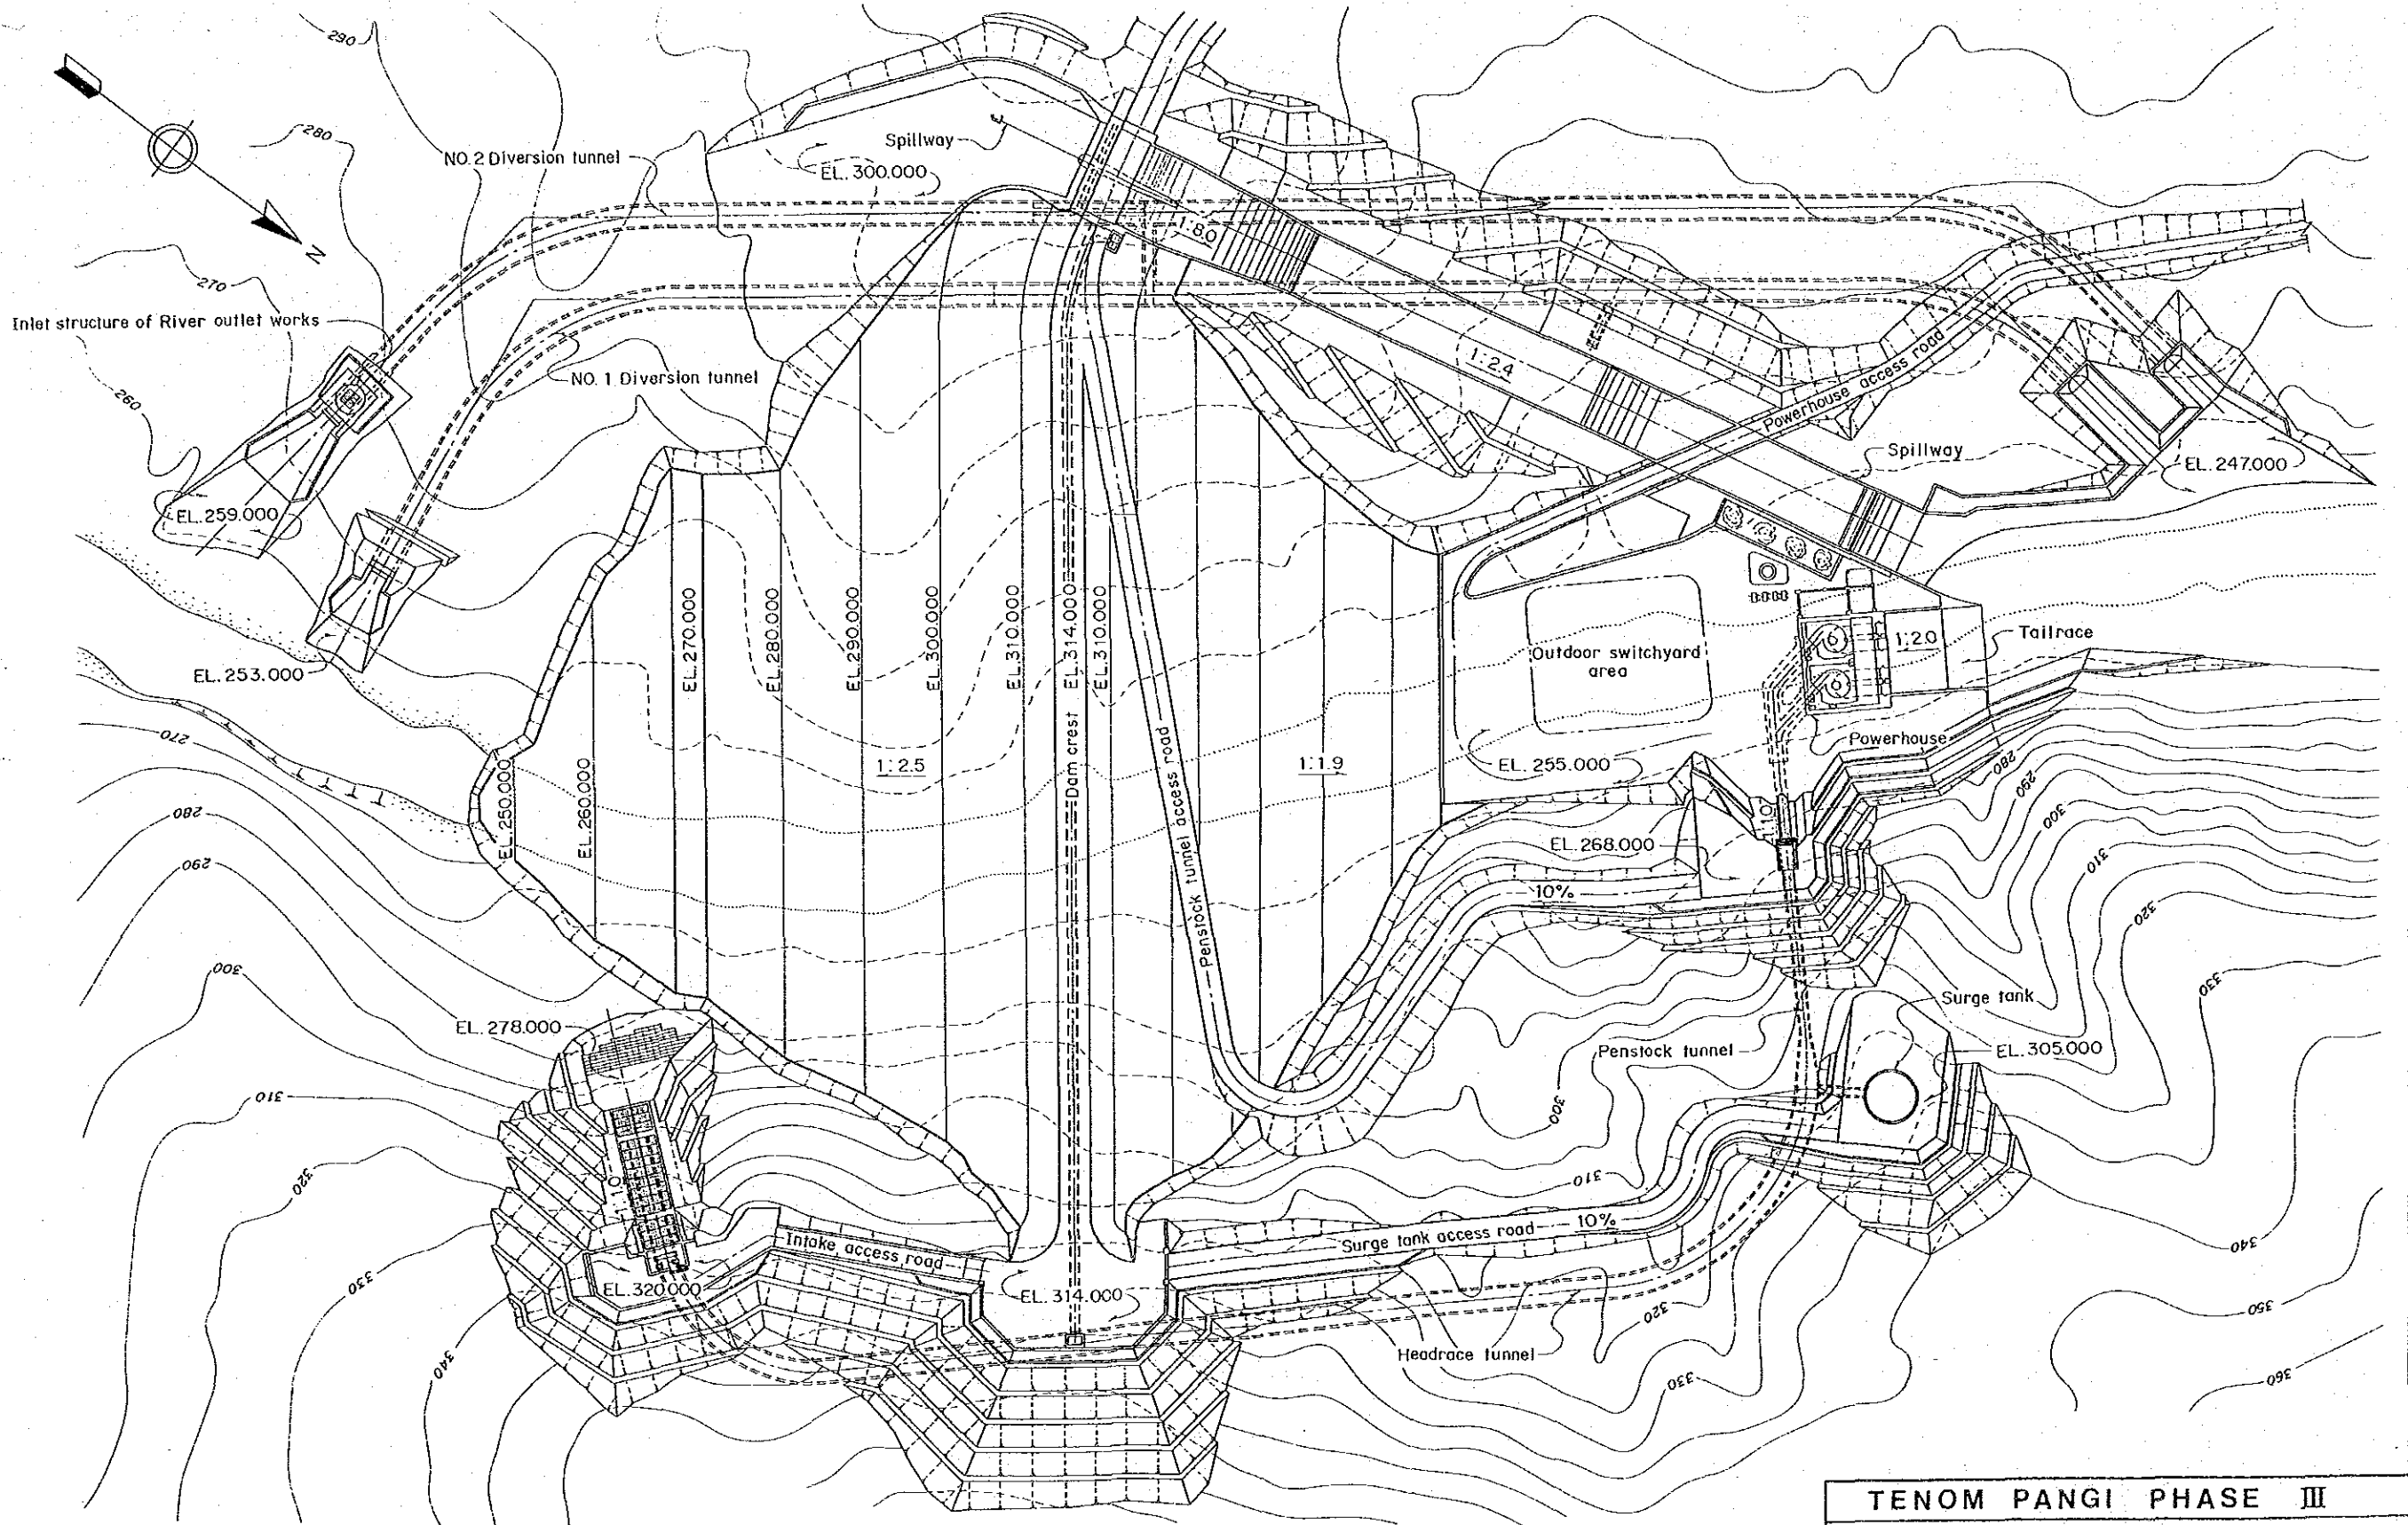 290
280
NO.2 Diversion tunnel
Spillway
EL.300.000
N
270
1:8.0
Inlet structure of River outlet works
260
NO.1 Diversion tunnel
1:2.4
Powerhouse access road
Spillway
EL.247.000
EL.259.000
EL.253.000
EL.250.000
EL.260.000
EL.270.000
EL.280.000
EL.290.000
EL.300.000
EL.310.000
Dam crest EL.314.000
EL.310.000
Penstock tunnel access road
Outdoor switchyard
area
1:2.0
Tailrace
Powerhouse
1:2.5
1:1.9
EL.255.000
270
280
290
300
310
320
330
340
280
290
300
310
320
330
340
350
360
EL.268.000
1:1.0
10%
EL.278.000
Surge tank
Penstock tunnel
EL.305.000
300
310
Intake access road
Surge tank access road
10%
EL.320.000
EL.314.000
320
Headrace tunnel
330
TENOM PANGI PHASE III